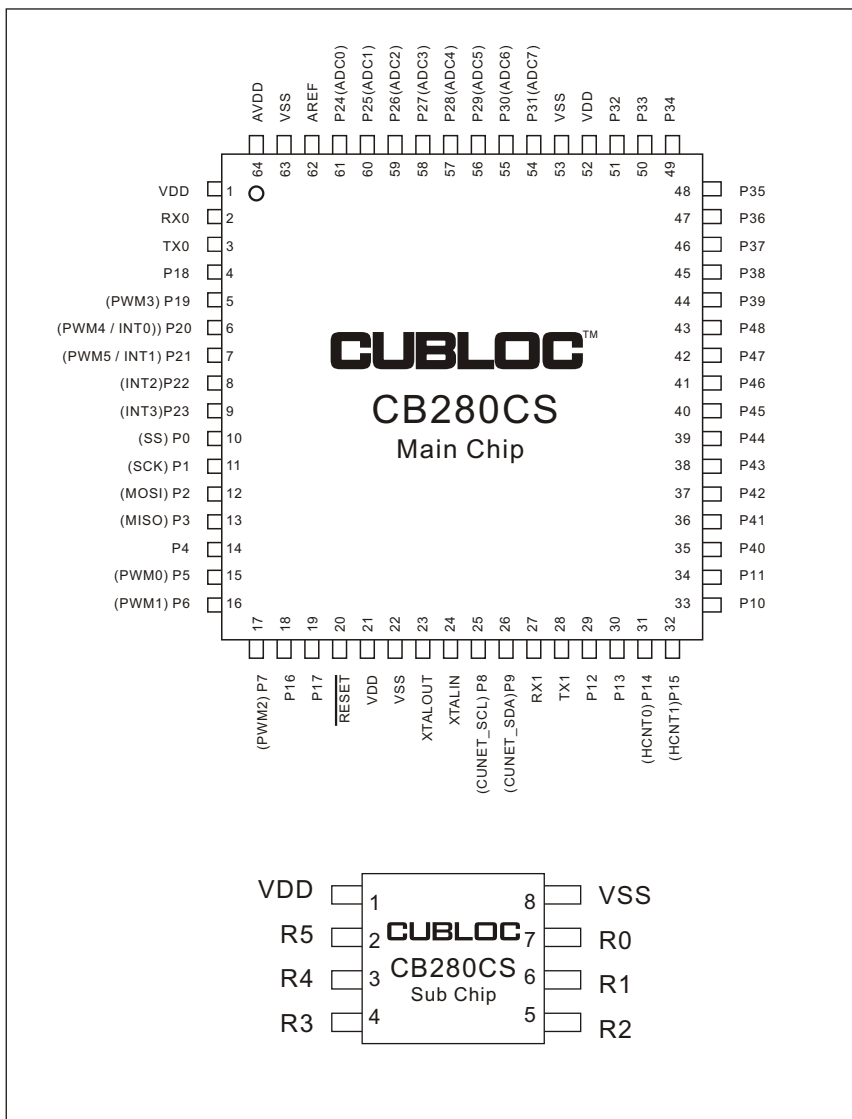 AVDD
VSS
AREF
P24(ADC0)
P25(ADC1)
P26(ADC2)
P27(ADC3)
P28(ADC4)
P29(ADC5)
P30(ADC6)
P31(ADC7)
VSS
VDD
P32
P33
P34
64
63
62
61
60
59
58
57
56
55
54
53
52
51
50
49
VDD 1
RX0 2
TX0 3
P18 4
(PWM3) P19 5
(PWM4 / INT0)) P20 6
(PWM5 / INT1) P21 7
(INT2)P22 8
(INT3)P23 9
(SS) P0 10
(SCK) P1 11
(MOSI) P2 12
(MISO) P3 13
P4 14
(PWM0) P5 15
(PWM1) P6 16
CUBLOC™
CB280CS
Main Chip
48 P35
47 P36
46 P37
45 P38
44 P39
43 P48
42 P47
41 P46
40 P45
39 P44
38 P43
37 P42
36 P41
35 P40
34 P11
33 P10
17
18
19
20
21
22
23
24
25
26
27
28
29
30
31
32
(PWM2) P7
P16
P17
RESET
VDD
VSS
XTALOUT
XTALIN
(CUNET_SCL) P8
(CUNET_SDA)P9
RX1
TX1
P12
P13
(HCNT0) P14
(HCNT1)P15
VDD 1
R5 2
R4 3
R3 4
CUBLOC
CB280CS
Sub Chip
8 VSS
7 R0
6 R1
5 R2